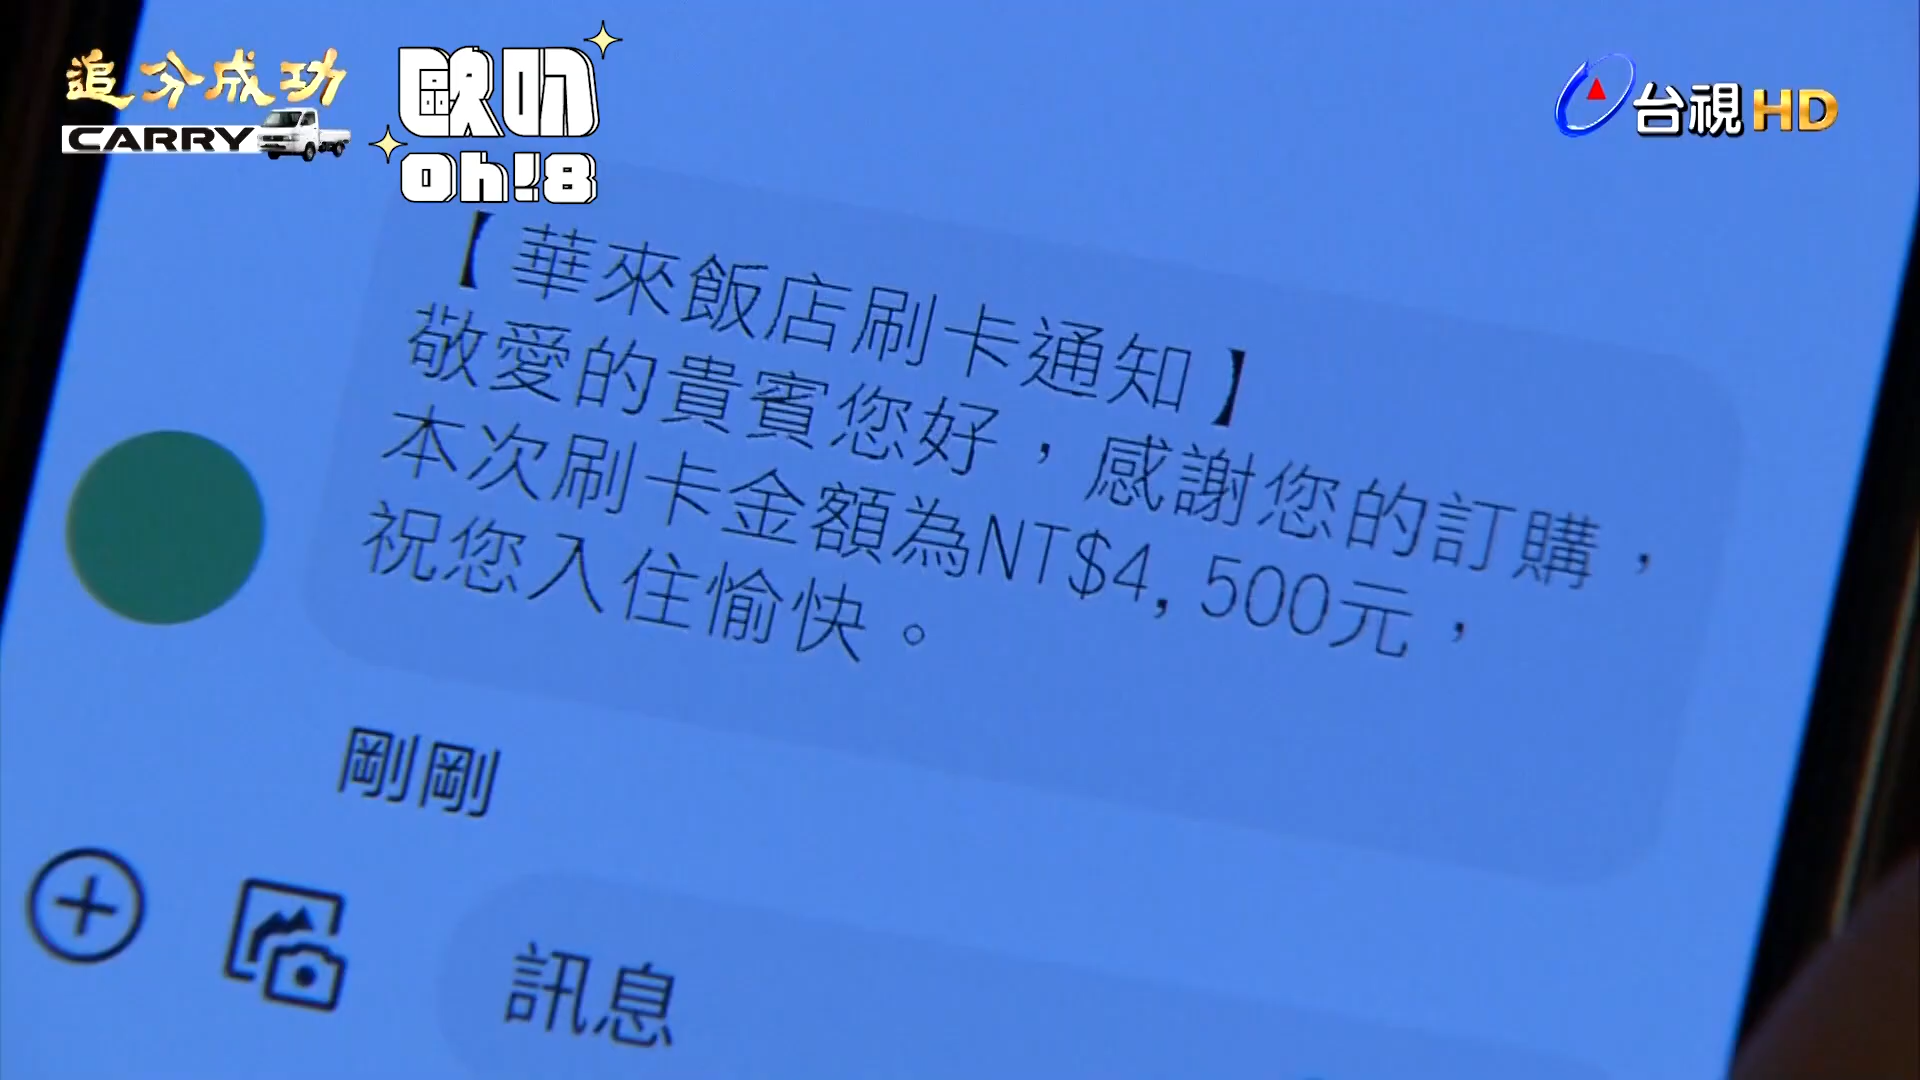 追分成功
CARRY
歐叭
Oh!8
台視HD
【華來飯店刷卡通知】
敬愛的貴賓您好，感謝您的訂購，
本次刷卡金額為NT$4,500元，
祝您入住愉快。
剛剛
訊息